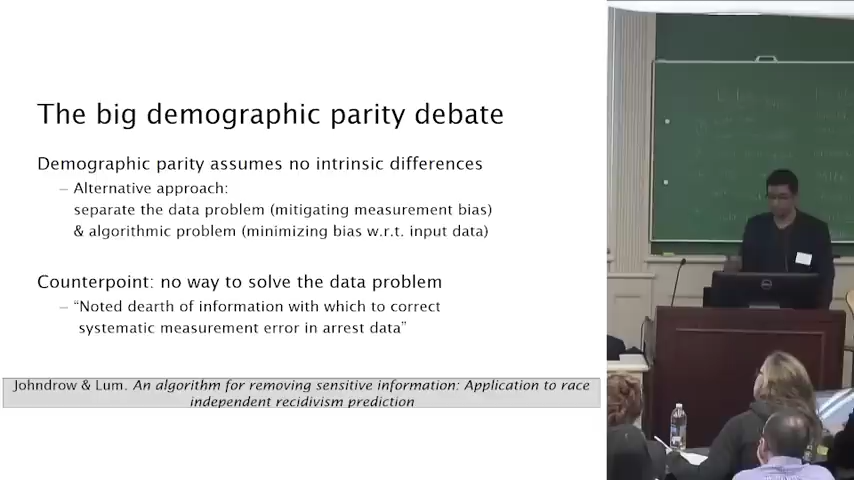 The big demographic parity debate
Demographic parity assumes no intrinsic differences
– Alternative approach:
separate the data problem (mitigating measurement bias)
& algorithmic problem (minimizing bias w.r.t. input data)
Counterpoint: no way to solve the data problem
– “Noted dearth of information with which to correct
systematic measurement error in arrest data”
Johndrow & Lum. An algorithm for removing sensitive information: Application to race
independent recidivism prediction